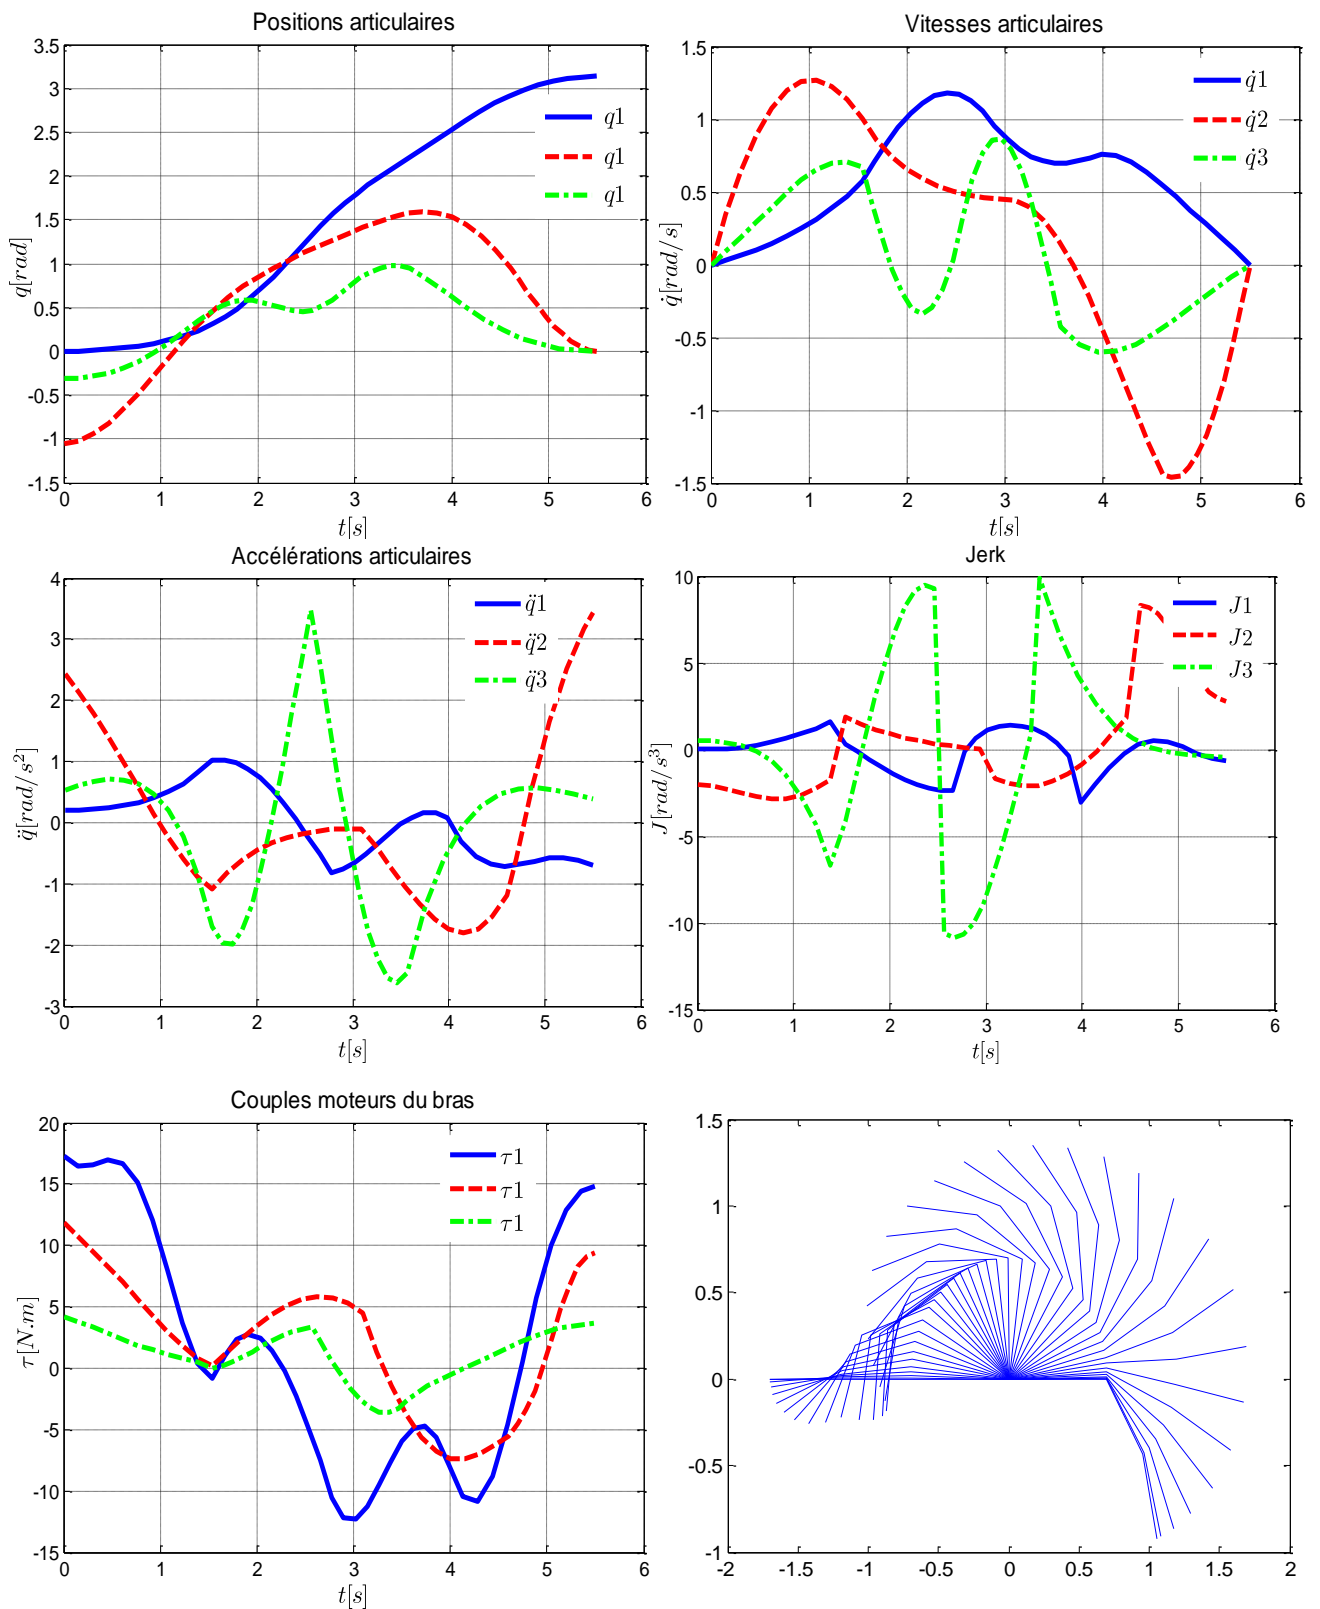 Positions articulaires
3.5
3
2.5
2
1.5
1
0.5
0
-0.5
-1
-1.5
q[rad]
q1
q1
q1
0 1 2 3 4 5 6
t[s]
Vitesses articulaires
1.5
1
0.5
0
-0.5
-1
-1.5
q̇[rad/s]
q̇1
q̇2
q̇3
0 1 2 3 4 5 6
t[s]
Accélérations articulaires
4
3
2
1
0
-1
-2
-3
q̈[rad/s²]
q̈1
q̈2
q̈3
0 1 2 3 4 5 6
t[s]
Jerk
10
5
0
-5
-10
-15
J[rad/s³]
J1
J2
J3
0 1 2 3 4 5 6
t[s]
Couples moteurs du bras
20
15
10
5
0
-5
-10
-15
τ[N.m]
τ1
τ1
τ1
0 1 2 3 4 5 6
t[s]
1.5
1
0.5
0
-0.5
-1
-2 -1.5 -1 -0.5 0 0.5 1 1.5 2